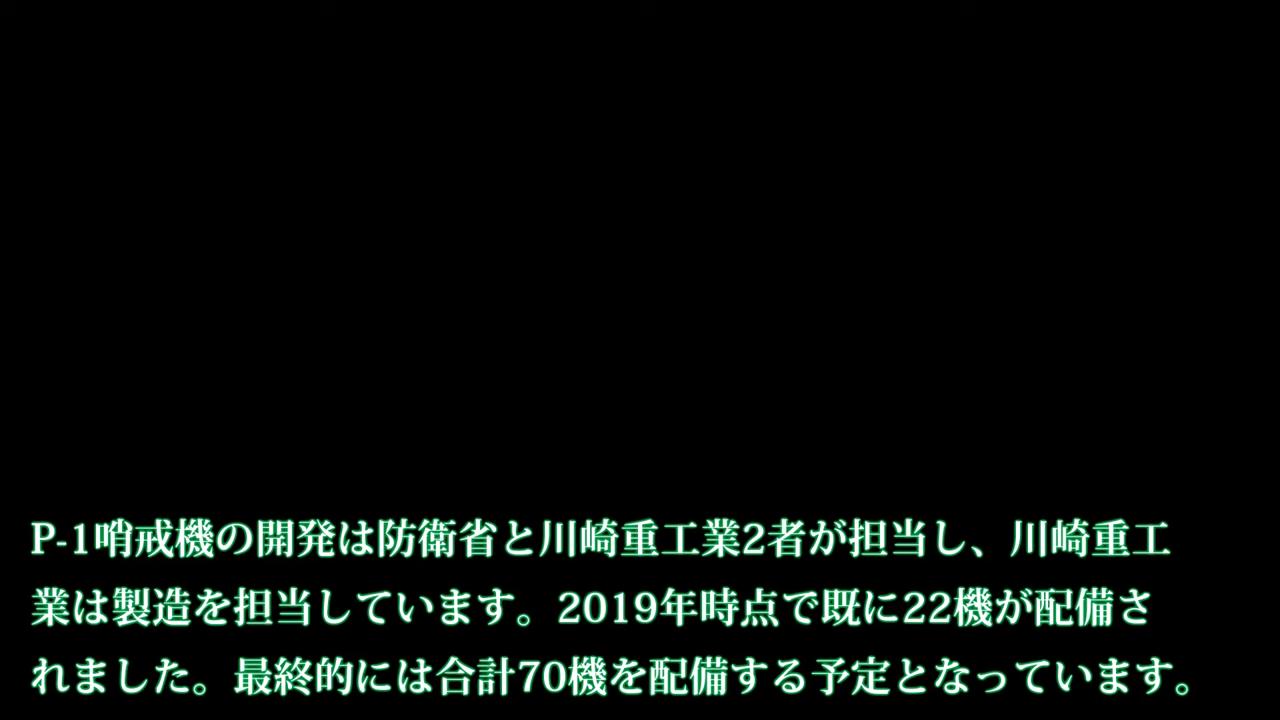 P-1哨戒機の開発は防衛省と川崎重工業2者が担当し、川崎重工
業は製造を担当しています。2019年時点で既に22機が配備さ
れました。最終的には合計70機を配備する予定となっています。